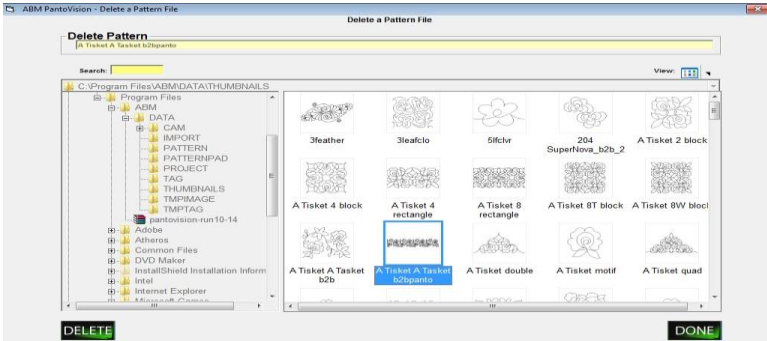 ABM PantoVision - Delete a Pattern File
Delete a Pattern File
Delete Pattern
A Tisket A Tasket b2bpanto
Search:
View:
C:\Program Files\ABM\DATA\THUMBNAILS
Program Files
ABM
DATA
CAM
IMPORT
PATTERN
PATTERNPAD
PROJECT
TAG
THUMBNAILS
TMPIMAGE
TMPTAG
pantovision-run10-14
Adobe
Atheros
Common Files
DVD Maker
InstallShield Installation Inform
Intel
Internet Explorer
Microsoft Games
3feather
3leafclo
5lfclvr
204
SuperNova_b2b_2
A Tisket 2 block
A Tisket 4 block
A Tisket 4
rectangle
A Tisket 8
rectangle
A Tisket 8T block
A Tisket 8W bloc
A Tisket A Tasket
b2b
A Tisket A Tasket
b2bpanto
A Tisket double
A Tisket motif
A Tisket quad
DELETE
DONE